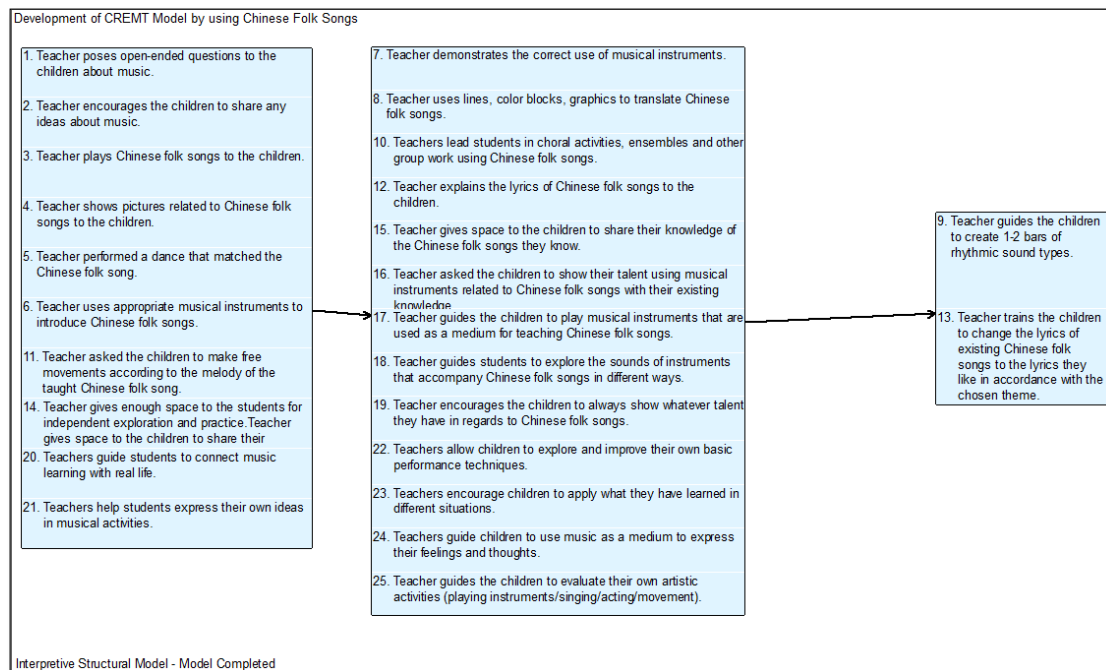 Development of CREMT Model by using Chinese Folk Songs
1. Teacher poses open-ended questions to the
children about music.
2. Teacher encourages the children to share any
ideas about music.
3. Teacher plays Chinese folk songs to the children.
4. Teacher shows pictures related to Chinese folk
songs to the children.
5. Teacher performed a dance that matched the
Chinese folk song.
6. Teacher uses appropriate musical instruments to
introduce Chinese folk songs.
11. Teacher asked the children to make free
movements according to the melody of the
taught Chinese folk song.
14. Teacher gives enough space to the students for
independent exploration and practice.Teacher
gives space to the children to share their
20. Teachers guide students to connect music
learning with real life.
21. Teachers help students express their own ideas
in musical activities.
7. Teacher demonstrates the correct use of musical instruments.
8. Teacher uses lines, color blocks, graphics to translate Chinese
folk songs.
10. Teachers lead students in choral activities, ensembles and other
group work using Chinese folk songs.
12. Teacher explains the lyrics of Chinese folk songs to the
children.
15. Teacher gives space to the children to share their knowledge of
the Chinese folk songs they know.
16. Teacher asked the children to show their talent using musical
instruments related to Chinese folk songs with their existing
knowledge
17. Teacher guides the children to play musical instruments that are
used as a medium for teaching Chinese folk songs.
18. Teacher guides students to explore the sounds of instruments
that accompany Chinese folk songs in different ways.
19. Teacher encourages the children to always show whatever talent
they have in regards to Chinese folk songs.
22. Teachers allow children to explore and improve their own basic
performance techniques.
23. Teachers encourage children to apply what they have learned in
different situations.
24. Teachers guide children to use music as a medium to express
their feelings and thoughts.
25. Teacher guides the children to evaluate their own artistic
activities (playing instruments/singing/acting/movement).
9. Teacher guides the children
to create 1-2 bars of
rhythmic sound types.
13. Teacher trains the children
to change the lyrics of
existing Chinese folk
songs to the lyrics they
like in accordance with the
chosen theme.
Interpretive Structural Model - Model Completed